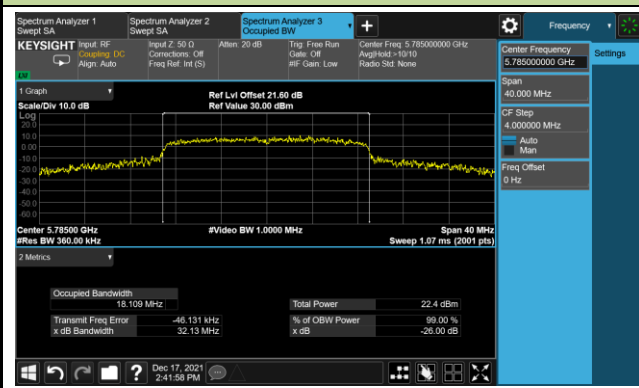 Spectrum Analyzer 1
Swept SA
Spectrum Analyzer 2
Swept SA
Spectrum Analyzer 3
Occupied BW
Frequency
KEYSIGHT
Input: RF
Coupling: DC
Align: Auto
Input Z: 50 Ω
Corrections: Off
Freq Ref: Int (S)
Atten: 20 dB
Trig: Free Run
Gate: Off
#IF Gain: Low
Center Freq: 5.785000000 GHz
Avg|Hold:>10/10
Radio Std: None
Center Frequency
5.785000000 GHz
Settings
Span
40.000 MHz
CF Step
4.000000 MHz
Auto
Man
Freq Offset
0 Hz
1 Graph
Scale/Div 10.0 dB
Ref Lvl Offset 21.60 dB
Ref Value 30.00 dBm
Log
20.0
10.0
0.00
-10.0
-20.0
-30.0
-40.0
-50.0
-60.0
Center 5.78500 GHz
#Res BW 360.00 kHz
#Video BW 1.0000 MHz
Span 40 MHz
Sweep 1.07 ms (2001 pts)
2 Metrics
Occupied Bandwidth
18.109 MHz
Total Power 22.4 dBm
Transmit Freq Error -46.131 kHz
% of OBW Power 99.00 %
x dB Bandwidth 32.13 MHz
x dB -26.00 dB
Dec 17, 2021
2:41:58 PM